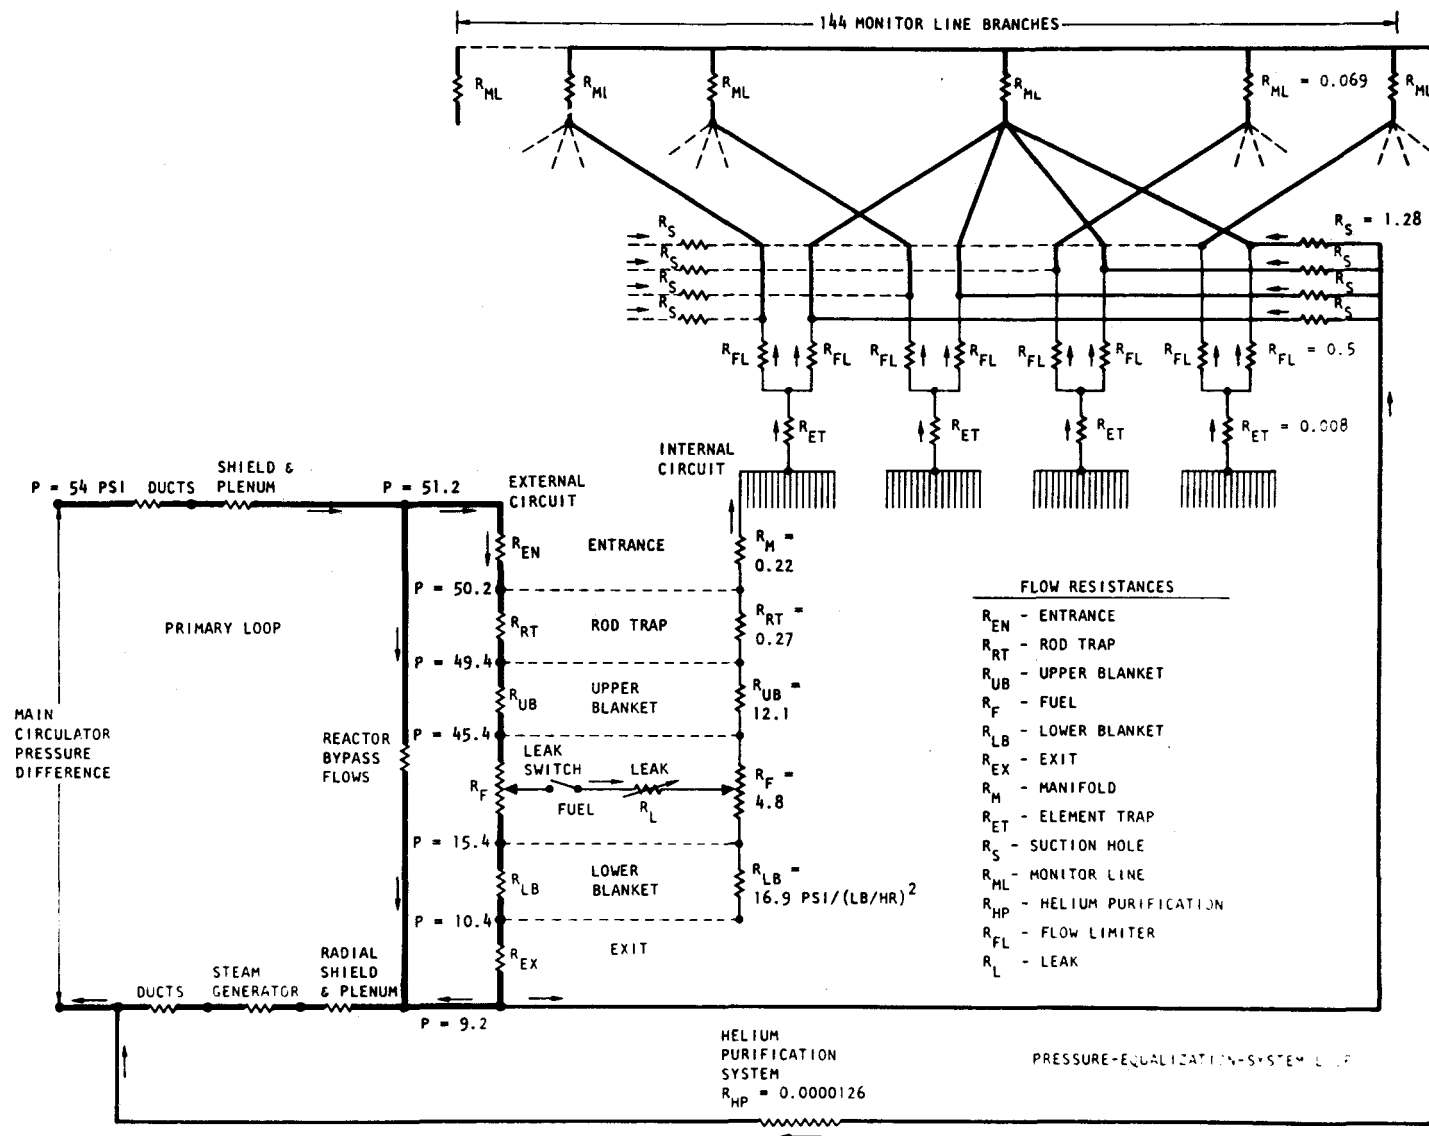 144 MONITOR LINE BRANCHES
R_ML
R_ML
R_ML
R_ML
R_ML = 0.069
R_ML
R_S
R_S = 1.28
R_S
R_S
R_S
R_S
R_S
R_S
R_FL
R_FL
R_FL
R_FL
R_FL
R_FL
R_FL
R_FL = 0.5
R_ET
R_ET
R_ET
R_ET = 0.008
INTERNAL
CIRCUIT
P = 54 PSI
DUCTS
SHIELD &
PLENUM
P = 51.2
EXTERNAL
CIRCUIT
R_EN
ENTRANCE
R_M =
0.22
P = 50.2
R_RT
ROD TRAP
R_RT =
0.27
P = 49.4
R_UB
UPPER
BLANKET
R_UB =
12.1
P = 45.4
PRIMARY LOOP
MAIN
CIRCULATOR
PRESSURE
DIFFERENCE
REACTOR
BYPASS
FLOWS
LEAK
SWITCH
LEAK
R_F
FUEL
R_L
R_F =
4.8
P = 15.4
R_LB
LOWER
BLANKET
R_LB =
16.9 PSI/(LB/HR)²
P = 10.4
R_EX
EXIT
DUCTS
STEAM
GENERATOR
RADIAL
SHIELD
& PLENUM
P = 9.2
FLOW RESISTANCES
R_EN - ENTRANCE
R_RT - ROD TRAP
R_UB - UPPER BLANKET
R_F - FUEL
R_LB - LOWER BLANKET
R_EX - EXIT
R_M - MANIFOLD
R_ET - ELEMENT TRAP
R_S - SUCTION HOLE
R_ML - MONITOR LINE
R_HP - HELIUM PURIFICATION
R_FL - FLOW LIMITER
R_L - LEAK
HELIUM
PURIFICATION
SYSTEM
R_HP = 0.0000126
PRESSURE-EQUALIZATION-SYSTEM